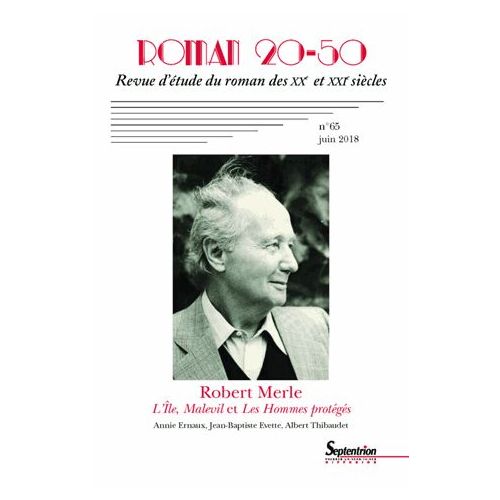 ROMAN 20-50
Revue d'étude du roman des XXe et XXIe siècles
n°65
juin 2018
Robert Merle
L'Île, Malevil et Les Hommes protégés
Annie Ernaux, Jean-Baptiste Evette, Albert Thibaudet
Septentrion
DIFFUSION